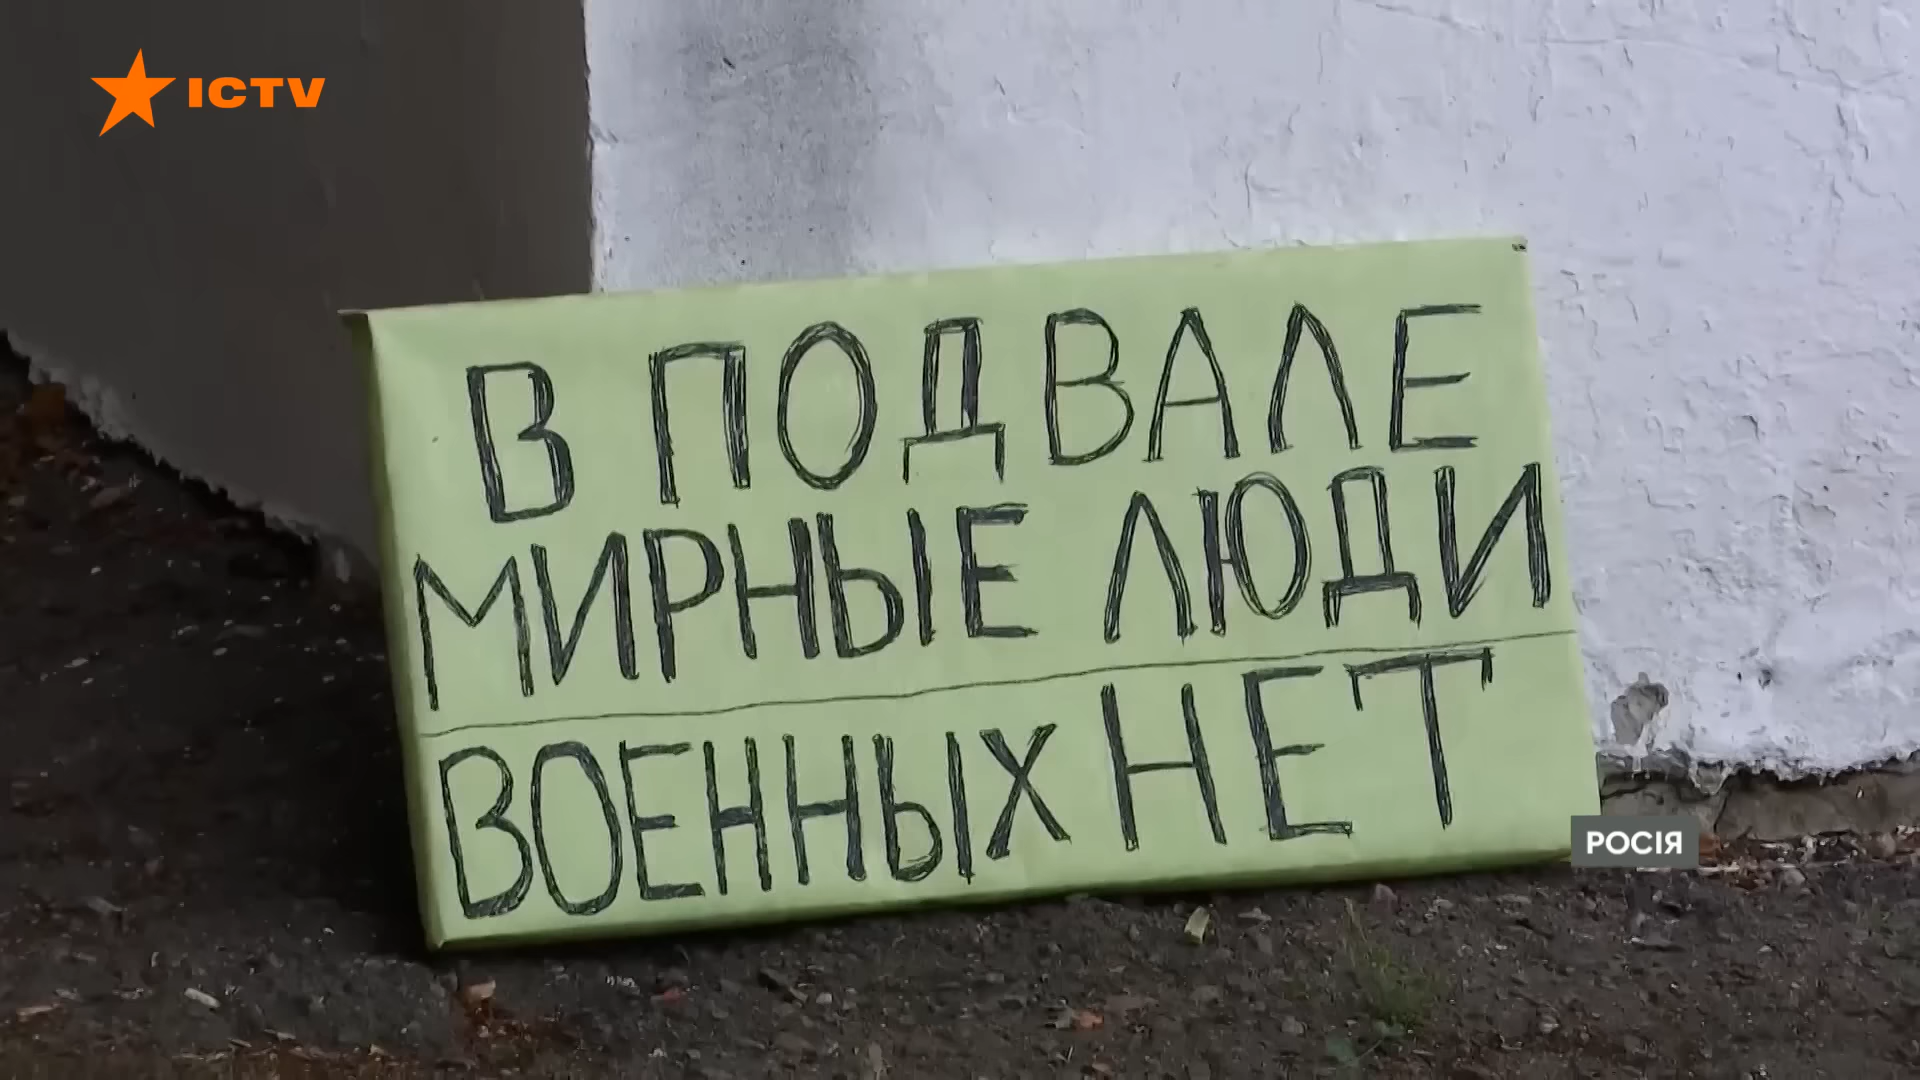 ICTV
В ПОДВАЛЕ
МИРНЫЕ ЛЮДИ
ВОЕННЫХ НЕТ
РОСІЯ